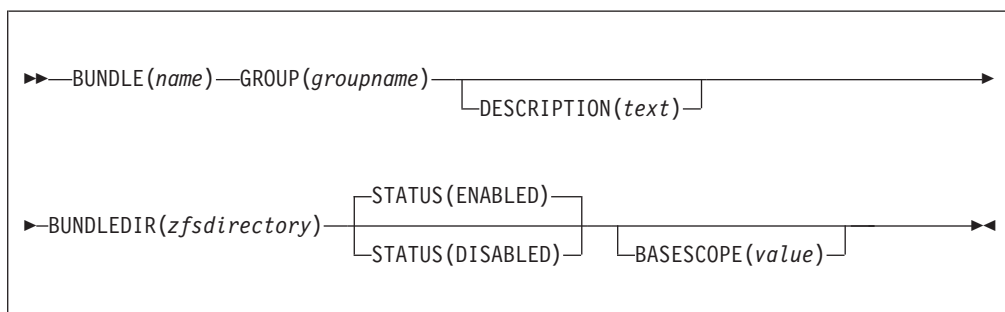 BUNDLE(name) GROUP(groupname)
DESCRIPTION(text)
STATUS(ENABLED)
BUNDLEDIR(zfsdirectory)
STATUS(DISABLED) BASESCOPE(value)